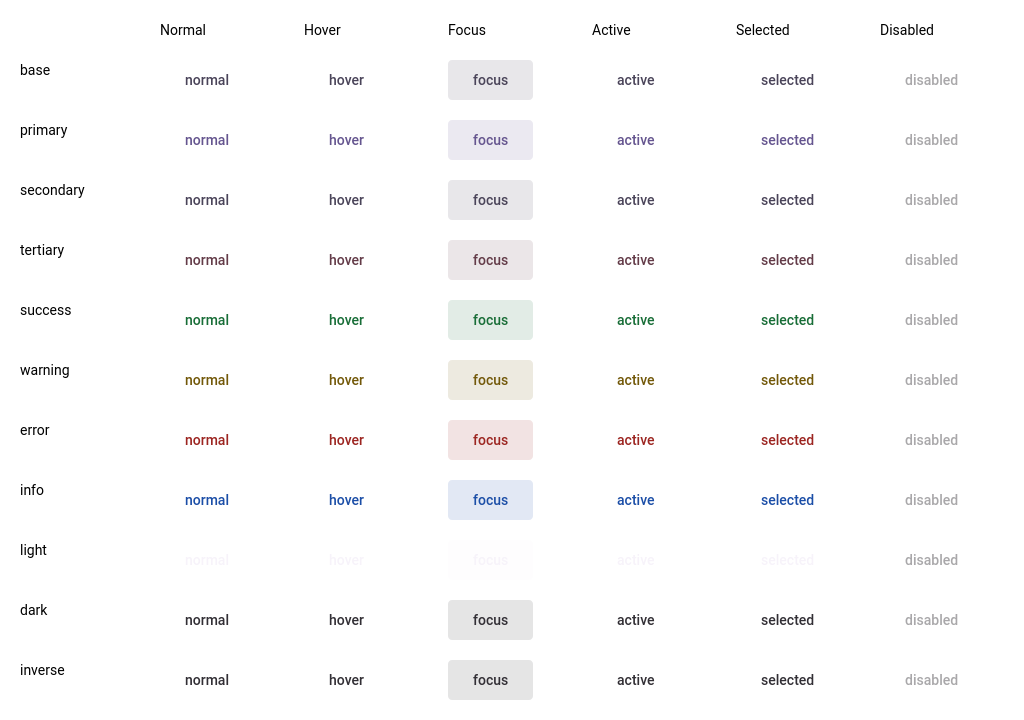 Normal Hover Focus Active Selected Disabled
base normal hover focus active selected disabled
primary normal hover focus active selected disabled
secondary normal hover focus active selected disabled
tertiary normal hover focus active selected disabled
success normal hover focus active selected disabled
warning normal hover focus active selected disabled
error normal hover focus active selected disabled
info normal hover focus active selected disabled
light normal hover focus active selected disabled
dark normal hover focus active selected disabled
inverse normal hover focus active selected disabled